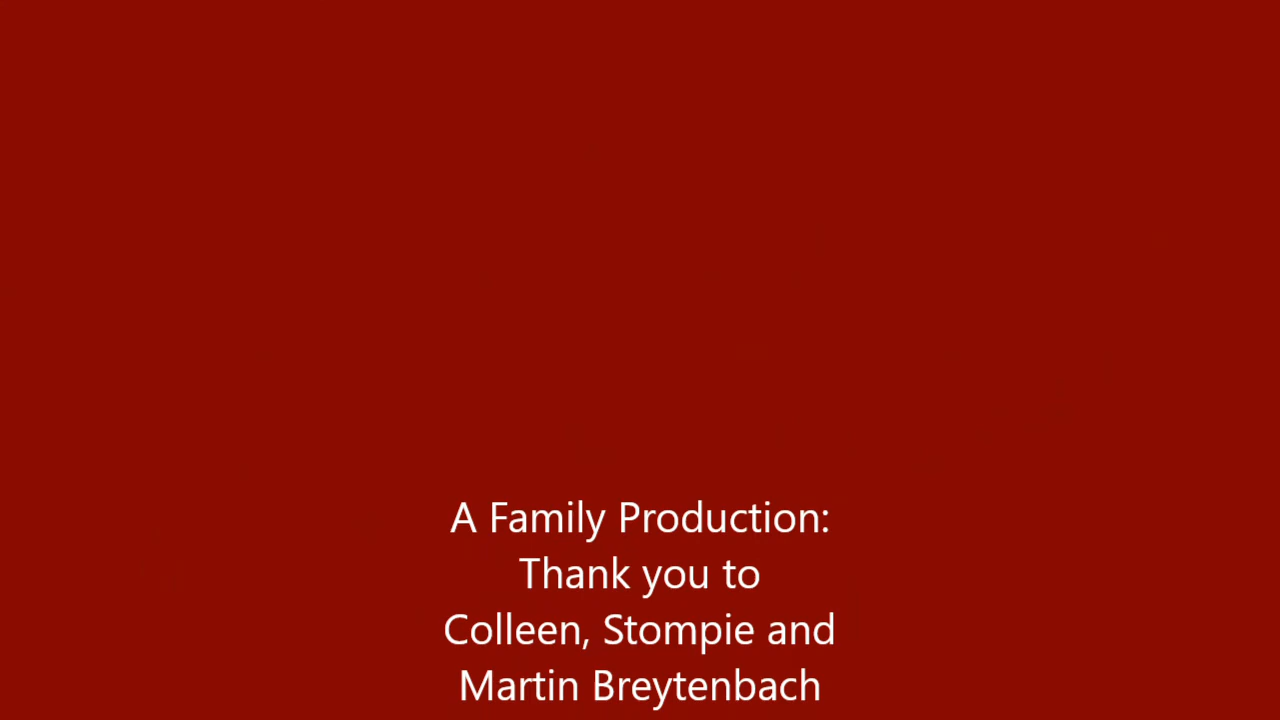 A Family Production:
Thank you to
Colleen, Stompie and
Martin Breytenbach